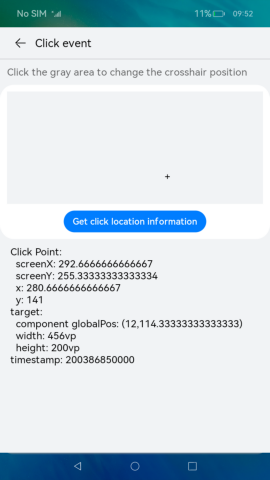 No SIM 11% 09:52
Click event
Click the gray area to change the crosshair position
Get click location information
Click Point:
screenX: 292.6666666666667
screenY: 255.33333333333334
x: 280.6666666666667
y: 141
target:
component globalPos: (12,114.33333333333333)
width: 456vp
height: 200vp
timestamp: 200386850000